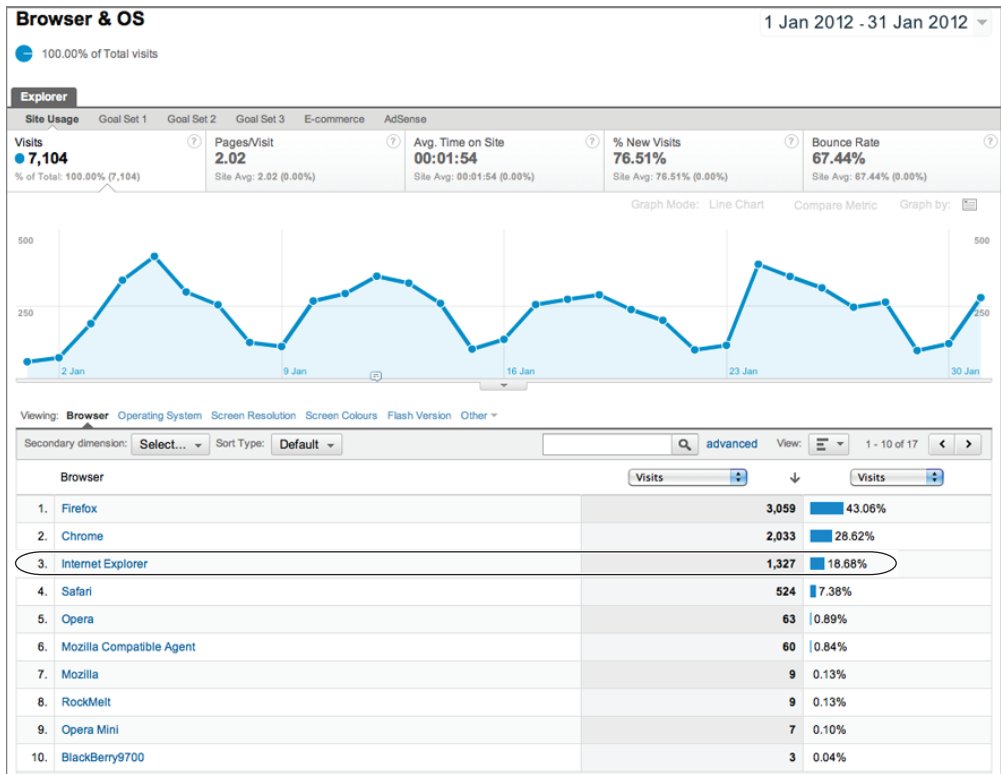 Browser & OS
1 Jan 2012 - 31 Jan 2012
100.00% of Total visits
Explorer
Site Usage Goal Set 1 Goal Set 2 Goal Set 3 E-commerce AdSense
Visits ? Pages/Visit ? Avg. Time on Site ? % New Visits ? Bounce Rate ?
7,104 2.02 00:01:54 76.51% 67.44%
% of Total: 100.00% (7,104) Site Avg: 2.02 (0.00%) Site Avg: 00:01:54 (0.00%) Site Avg: 76.51% (0.00%) Site Avg: 67.44% (0.00%)
Graph Mode: Line Chart Compare Metric Graph by:
500 500
250 250
2 Jan 9 Jan 16 Jan 23 Jan 30 Jan
Viewing: Browser Operating System Screen Resolution Screen Colours Flash Version Other
Secondary dimension: Select... Sort Type: Default advanced View: 1 - 10 of 17
Browser Visits Visits
1. Firefox 3,059 43.06%
2. Chrome 2,033 28.62%
3. Internet Explorer 1,327 18.68%
4. Safari 524 7.38%
5. Opera 63 0.89%
6. Mozilla Compatible Agent 60 0.84%
7. Mozilla 9 0.13%
8. RockMelt 9 0.13%
9. Opera Mini 7 0.10%
10. BlackBerry9700 3 0.04%